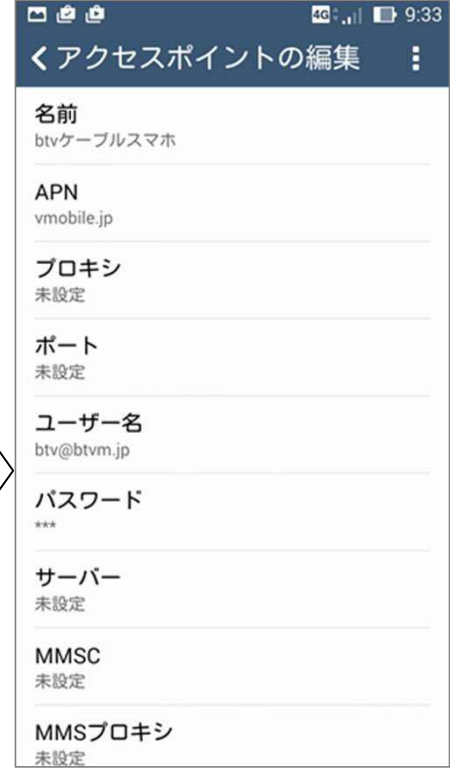 4G 9:33
アクセスポイントの編集
名前
btvケーブルスマホ
APN
vmobile.jp
プロキシ
未設定
ポート
未設定
ユーザー名
btv@btvm.jp
パスワード
***
サーバー
未設定
MMSC
未設定
MMSプロキシ
未設定